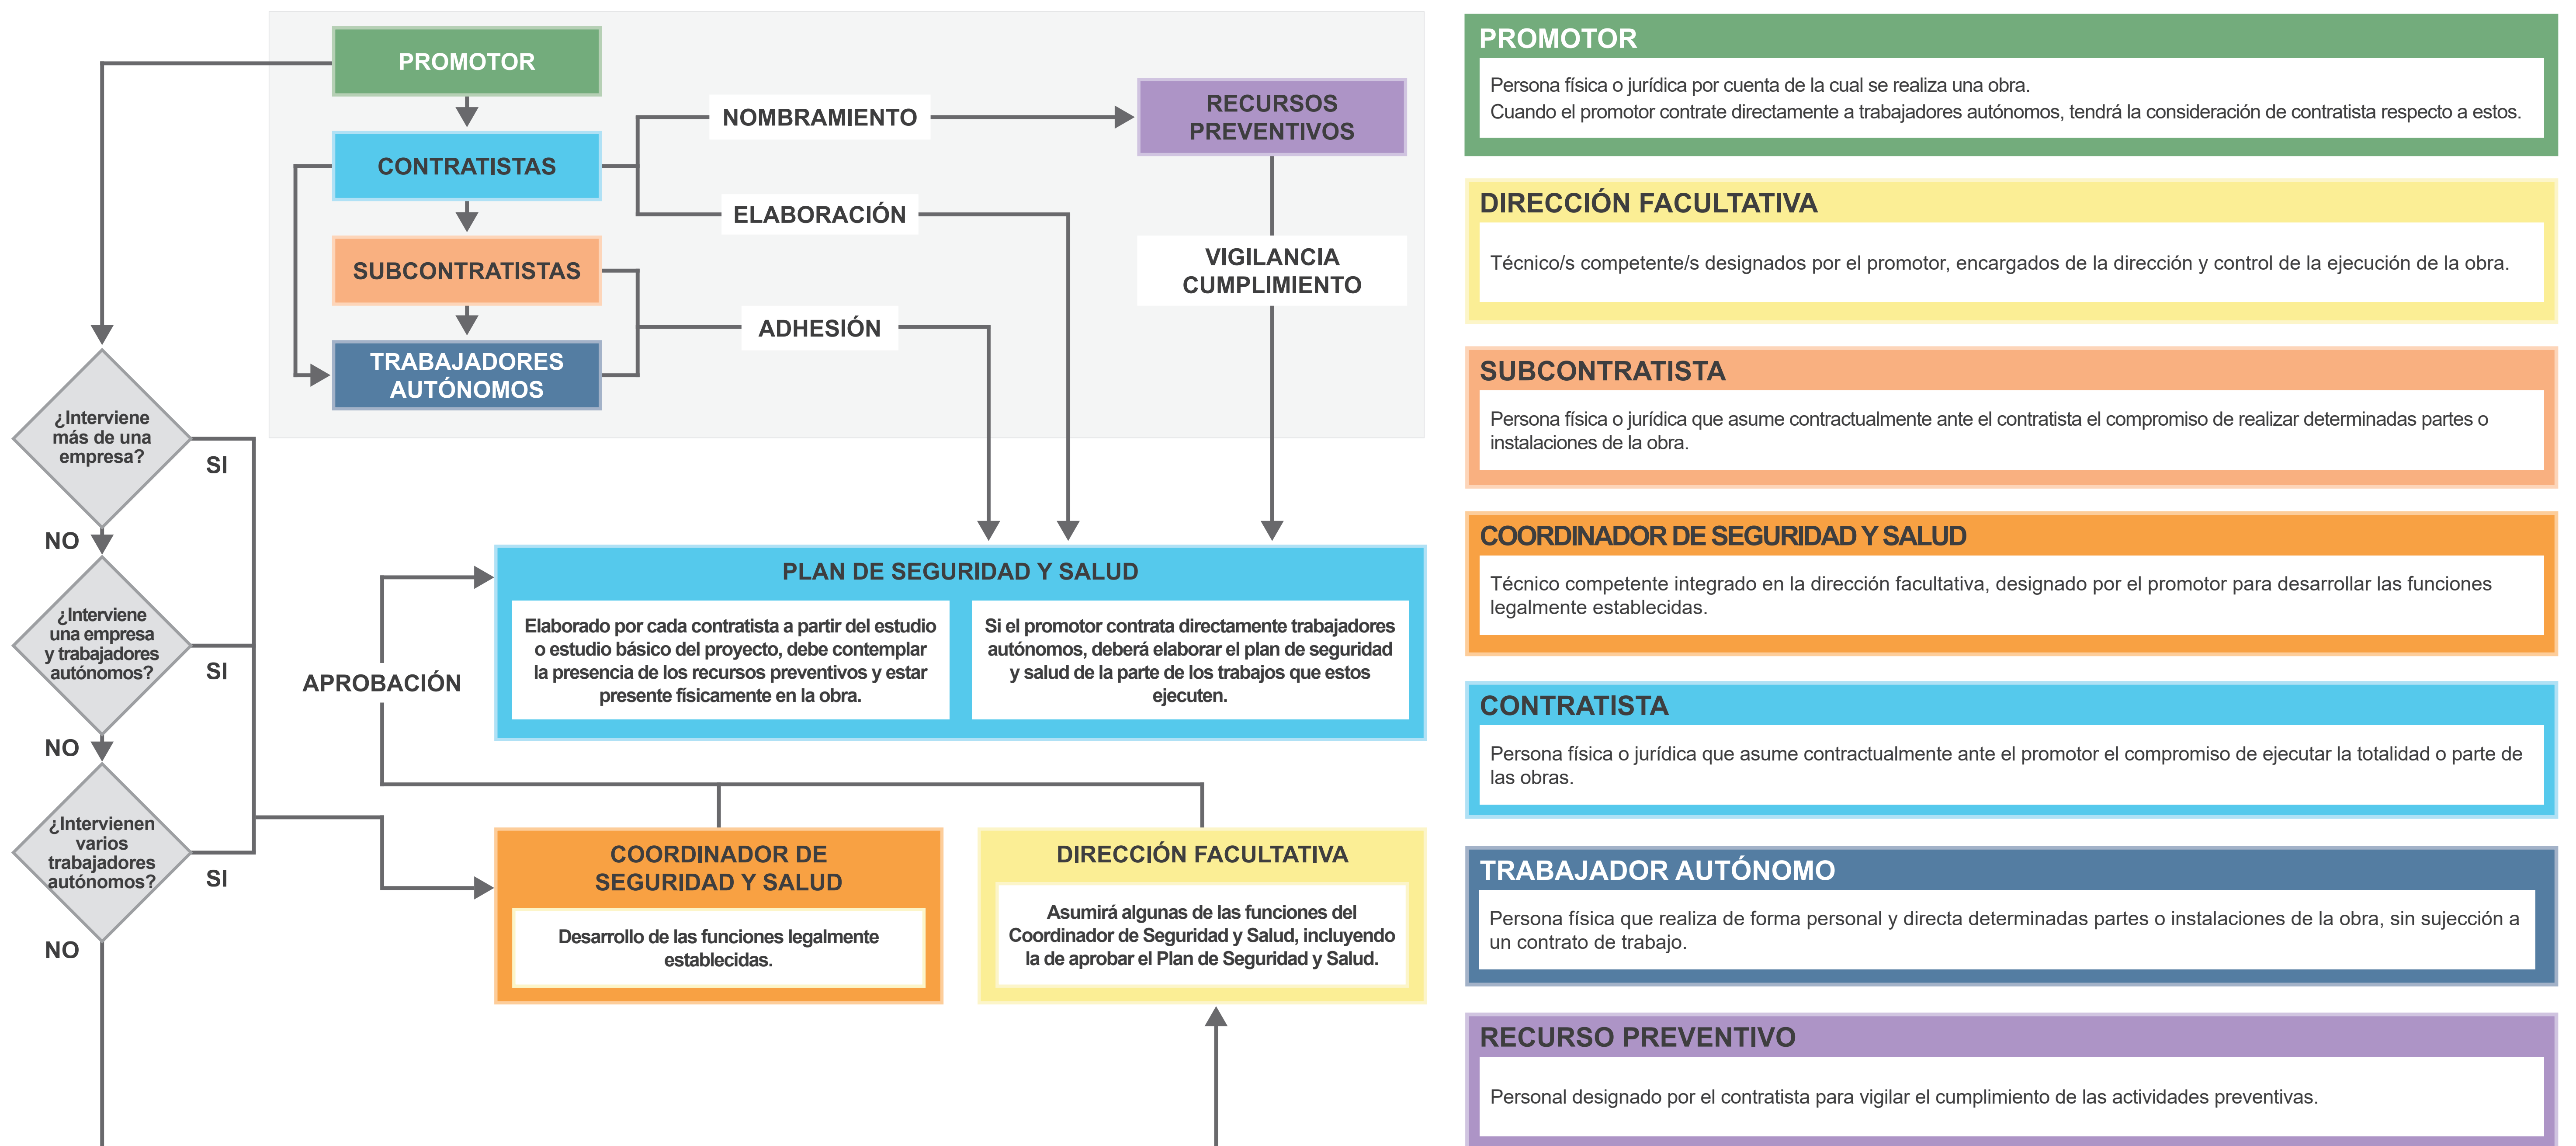 PROMOTOR
CONTRATISTAS
SUBCONTRATISTAS
TRABAJADORES
AUTÓNOMOS
NOMBRAMIENTO
ELABORACIÓN
ADHESIÓN
RECURSOS
PREVENTIVOS
VIGILANCIA
CUMPLIMIENTO
¿Interviene
más de una
empresa?
SI
NO
¿Interviene
una empresa
y trabajadores
autónomos?
SI
NO
¿Intervienen
varios
trabajadores
autónomos?
SI
NO
APROBACIÓN
PLAN DE SEGURIDAD Y SALUD
Elaborado por cada contratista a partir del estudio
o estudio básico del proyecto, debe contemplar
la presencia de los recursos preventivos y estar
presente físicamente en la obra.
Si el promotor contrata directamente trabajadores
autónomos, deberá elaborar el plan de seguridad
y salud de la parte de los trabajos que estos
ejecuten.
COORDINADOR DE
SEGURIDAD Y SALUD
Desarrollo de las funciones legalmente
establecidas.
DIRECCIÓN FACULTATIVA
Asumirá algunas de las funciones del
Coordinador de Seguridad y Salud, incluyendo
la de aprobar el Plan de Seguridad y Salud.
PROMOTOR
Persona física o jurídica por cuenta de la cual se realiza una obra.
Cuando el promotor contrate directamente a trabajadores autónomos, tendrá la consideración de contratista respecto a estos.
DIRECCIÓN FACULTATIVA
Técnico/s competente/s designados por el promotor, encargados de la dirección y control de la ejecución de la obra.
SUBCONTRATISTA
Persona física o jurídica que asume contractualmente ante el contratista el compromiso de realizar determinadas partes o
instalaciones de la obra.
COORDINADOR DE SEGURIDAD Y SALUD
Técnico competente integrado en la dirección facultativa, designado por el promotor para desarrollar las funciones
legalmente establecidas.
CONTRATISTA
Persona física o jurídica que asume contractualmente ante el promotor el compromiso de ejecutar la totalidad o parte de
las obras.
TRABAJADOR AUTÓNOMO
Persona física que realiza de forma personal y directa determinadas partes o instalaciones de la obra, sin sujección a
un contrato de trabajo.
RECURSO PREVENTIVO
Personal designado por el contratista para vigilar el cumplimiento de las actividades preventivas.